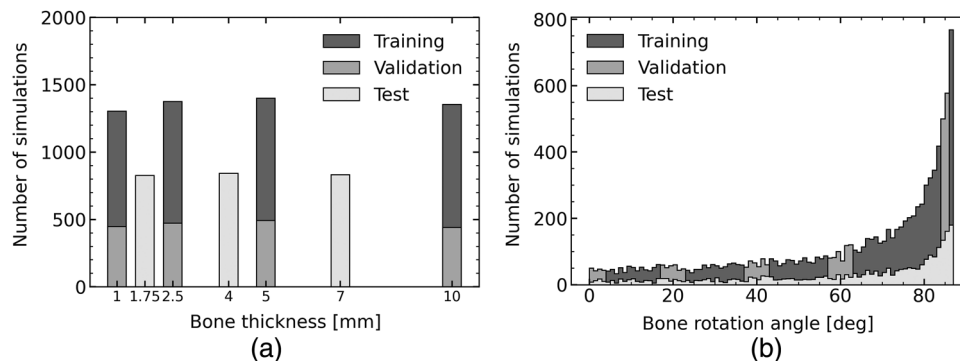 2000
1500
1000
500
0
Number of simulations
Training
Validation
Test
1 1.75 2.5 4 5 7 10
Bone thickness [mm]
(a)
800
600
400
200
0
Number of simulations
Training
Validation
Test
0 20 40 60 80
Bone rotation angle [deg]
(b)